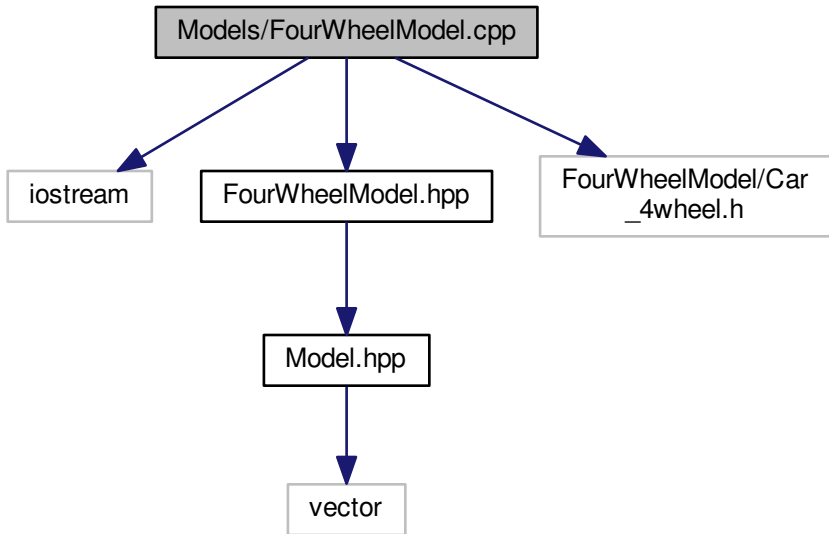 Models/FourWheelModel.cpp
iostream
FourWheelModel.hpp
FourWheelModel/Car
_4wheel.h
Model.hpp
vector